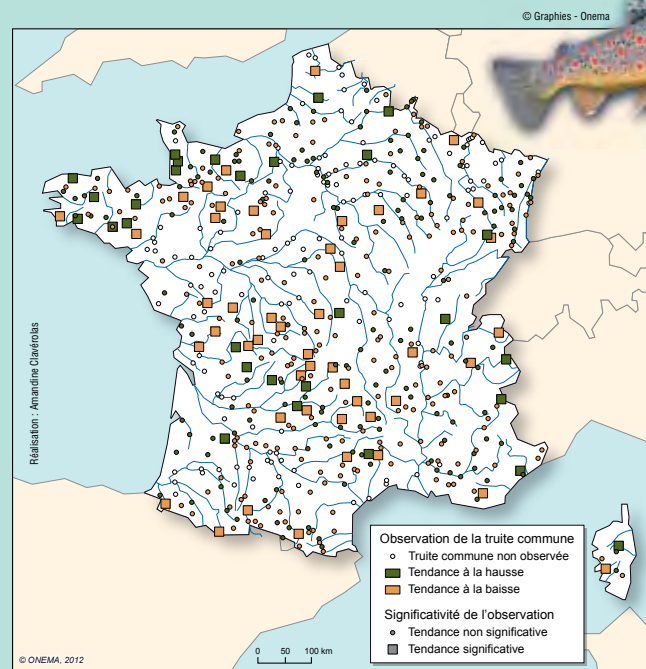 © Graphies - Onema
Réalisation : Amandine Clavérolas
Observation de la truite commune
Truite commune non observée
Tendance à la hausse
Tendance à la baisse
Significativité de l'observation
Tendance non significative
Tendance significative
© ONEMA, 2012
0 50 100 km